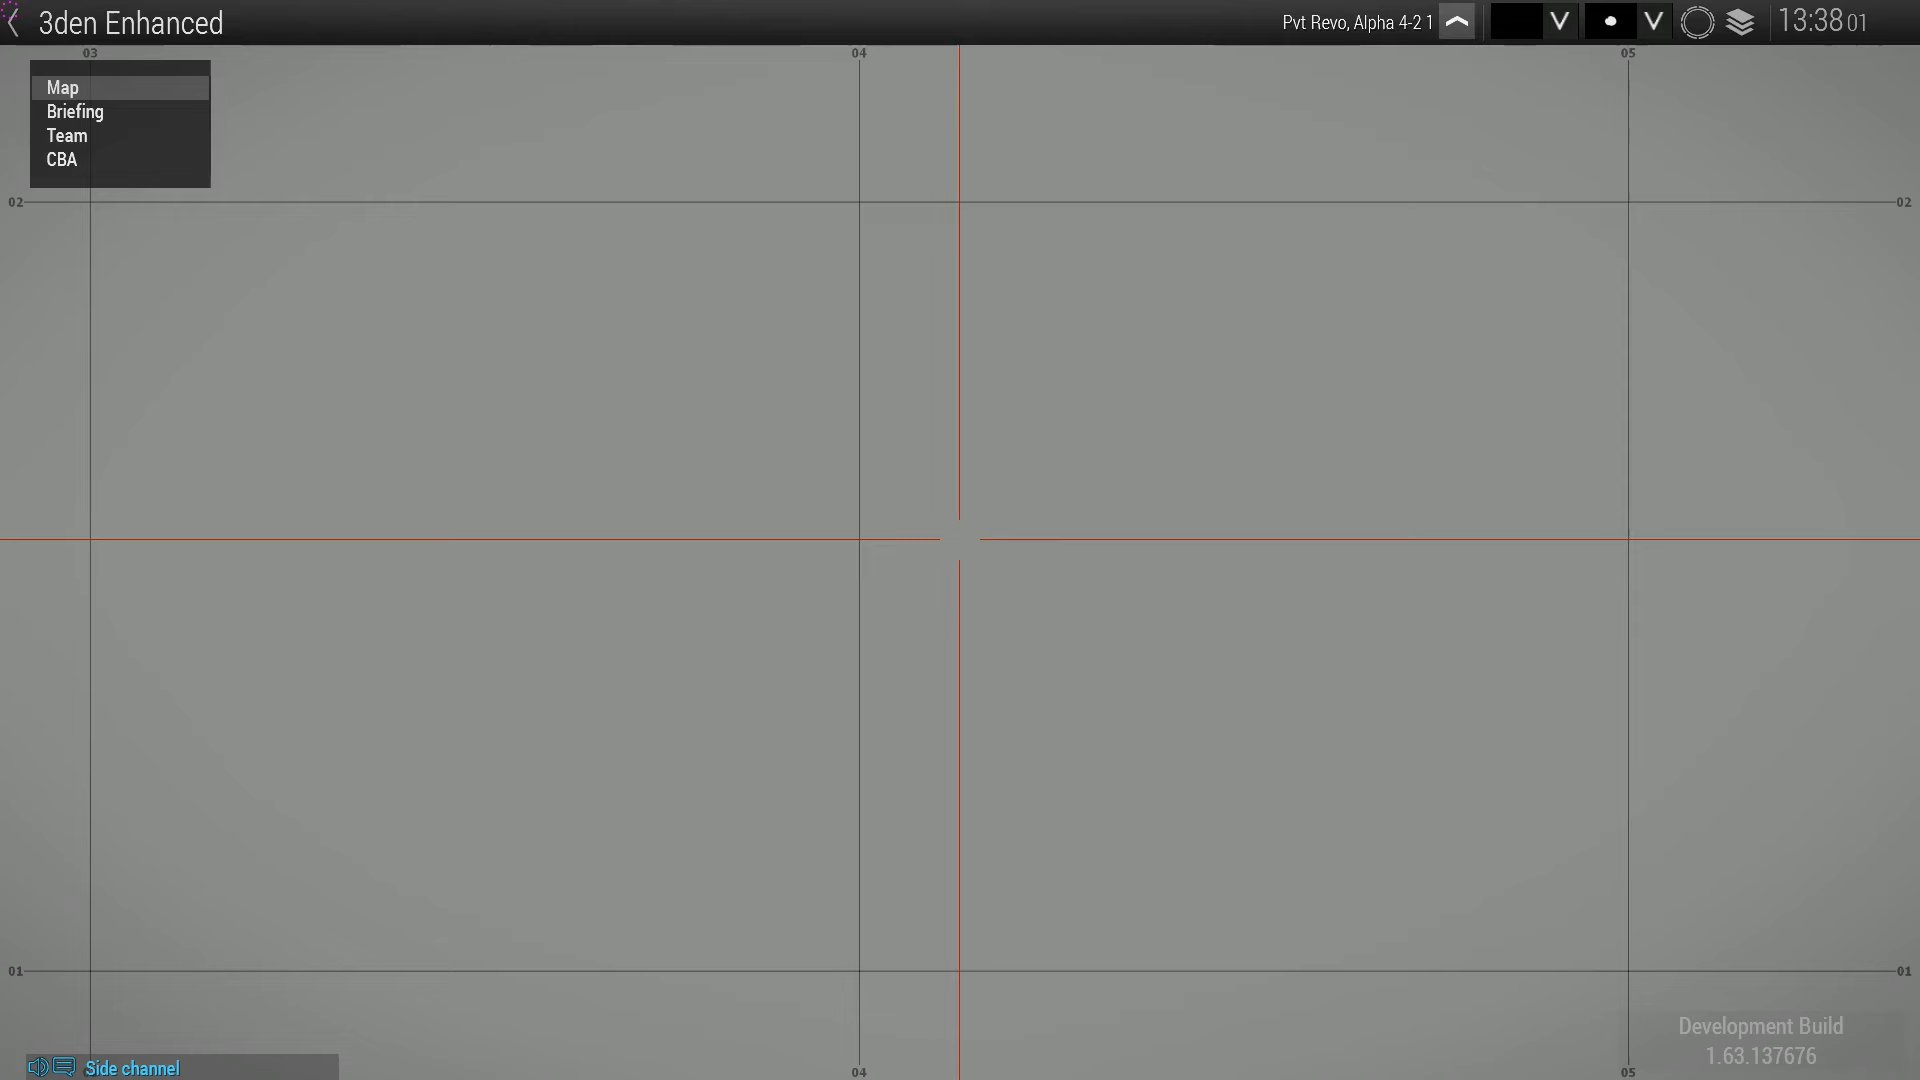 3den Enhanced
Pvt Revo, Alpha 4-2 1
13:38 01
03 04 05
Map
Briefing
Team
CBA
02 02
01 01
Development Build
1.63.137676
Side channel
04 05